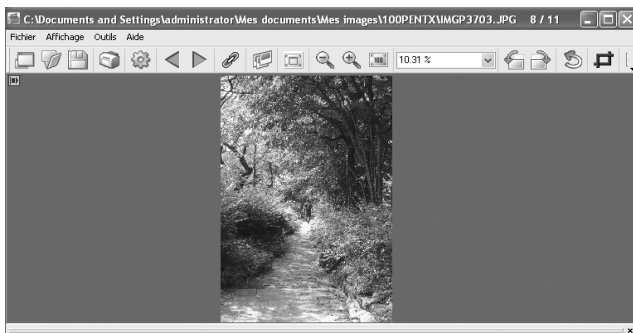 C:\Documents and Settings\administrator\Mes documents\Mes images\100PENTX\IMGP3703.JPG 8 / 11
Fichier Affichage Outils Aide
100
10.31 %